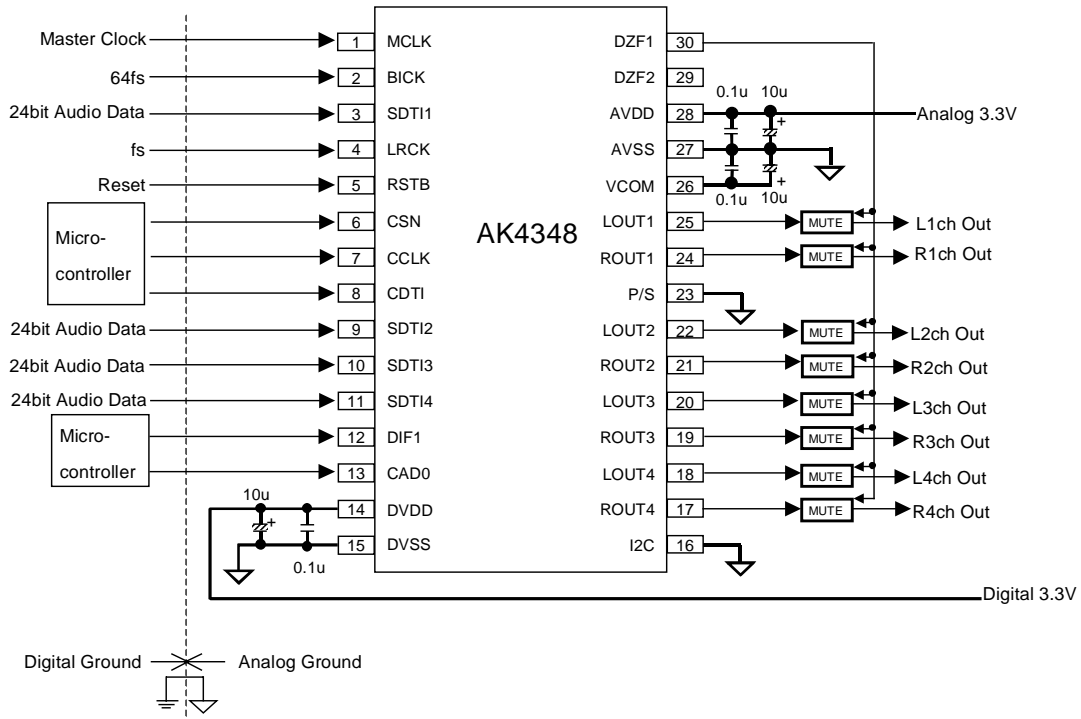 Master Clock 1 MCLK DZF1 30
64fs 2 BICK DZF2 29
0.1u 10u
24bit Audio Data 3 SDTI1 AVDD 28 + Analog 3.3V
fs 4 LRCK AVSS 27
Reset 5 RSTB VCOM 26 +
0.1u 10u
6 CSN LOUT1 25 MUTE L1ch Out
Micro-
controller
AK4348
7 CCLK ROUT1 24 MUTE R1ch Out
8 CDTI P/S 23
24bit Audio Data 9 SDTI2 LOUT2 22 MUTE L2ch Out
24bit Audio Data 10 SDTI3 ROUT2 21 MUTE R2ch Out
24bit Audio Data 11 SDTI4 LOUT3 20 MUTE L3ch Out
Micro-
controller
12 DIF1 ROUT3 19 MUTE R3ch Out
13 CAD0 LOUT4 18 MUTE L4ch Out
10u
+
14 DVDD ROUT4 17 MUTE R4ch Out
15 DVSS I2C 16
0.1u
Digital 3.3V
Digital Ground Analog Ground